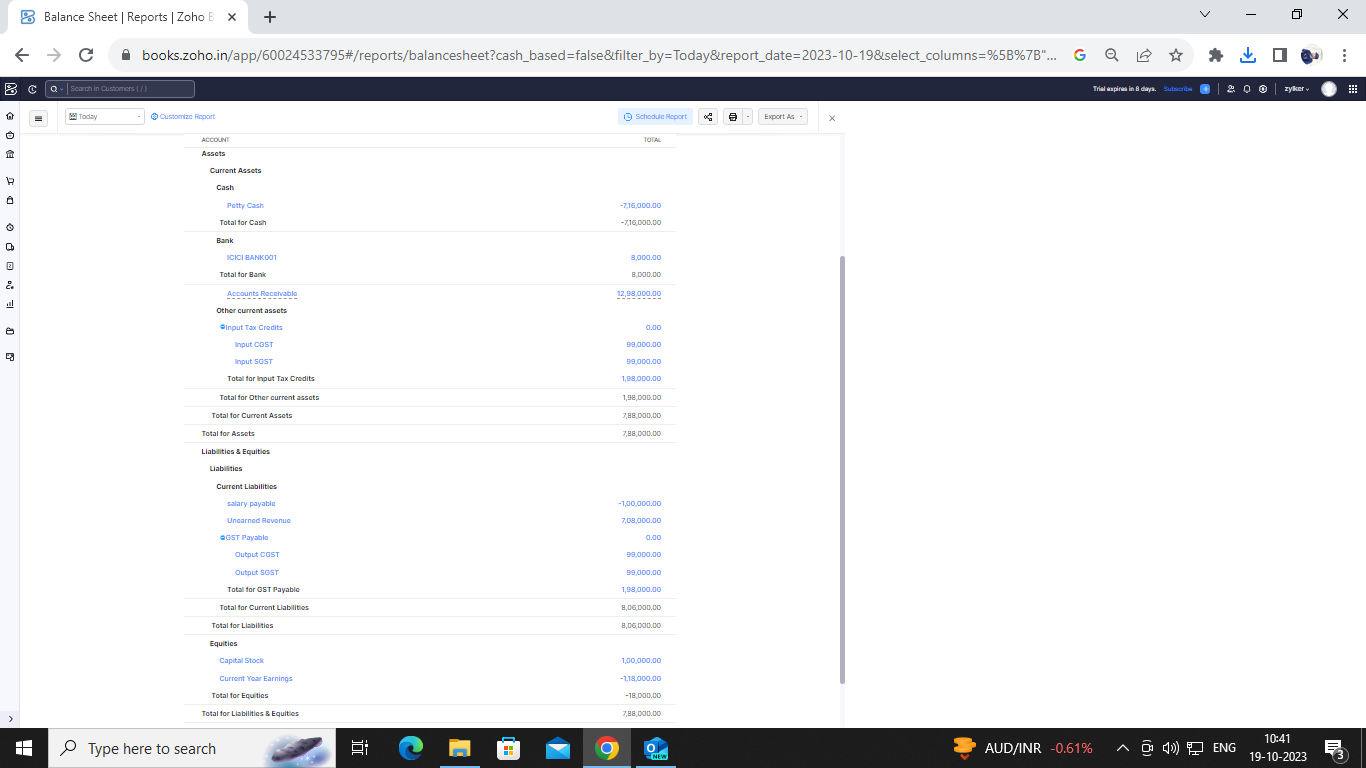 Balance Sheet | Reports | Zoho B
books.zoho.in/app/60024533795#/reports/balancesheet?cash_based=false&filter_by=Today&report_date=2023-10-19&select_columns=%5B%7B"...
Search in Customers ( / )
Trial expires in 8 days. Subscribe zylker
Today Customize Report Schedule Report Export As
ACCOUNT TOTAL
Assets
Current Assets
Cash
Petty Cash -7,16,000.00
Total for Cash -7,16,000.00
Bank
ICICI BANK001 8,000.00
Total for Bank 8,000.00
Accounts Receivable 12,98,000.00
Other current assets
Input Tax Credits 0.00
Input CGST 99,000.00
Input SGST 99,000.00
Total for Input Tax Credits 1,98,000.00
Total for Other current assets 1,98,000.00
Total for Current Assets 7,88,000.00
Total for Assets 7,88,000.00
Liabilities & Equities
Liabilities
Current Liabilities
salary payable -1,00,000.00
Unearned Revenue 7,08,000.00
GST Payable 0.00
Output CGST 99,000.00
Output SGST 99,000.00
Total for GST Payable 1,98,000.00
Total for Current Liabilities 8,06,000.00
Total for Liabilities 8,06,000.00
Equities
Capital Stock 1,00,000.00
Current Year Earnings -1,18,000.00
Total for Equities -18,000.00
Total for Liabilities & Equities 7,88,000.00
Type here to search
NEW
AUD/INR -0.61%
ENG
10:41
19-10-2023
3